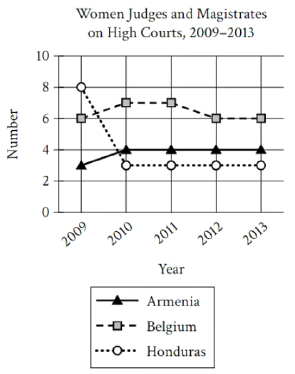 Women Judges and Magistrates
on High Courts, 2009–2013
10
8
6
4
2
0
Number
2009
2010
2011
2012
2013
Year
Armenia
Belgium
Honduras